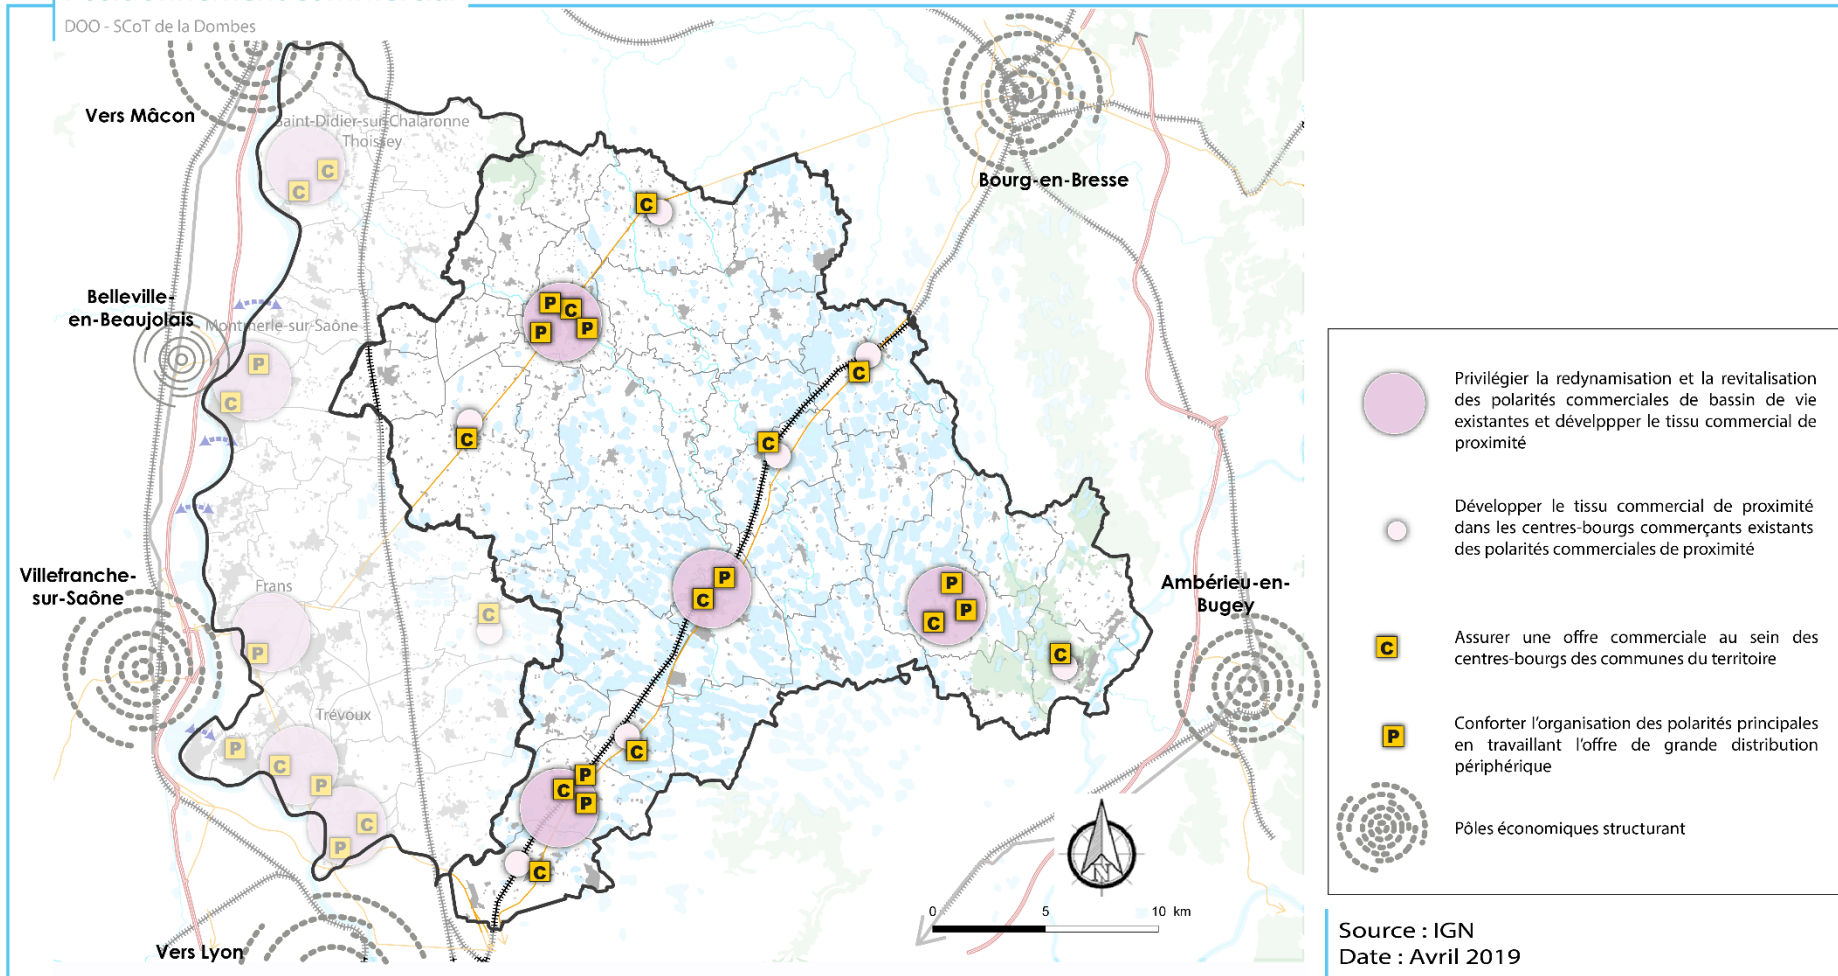 DOO - SCoT de la Dombes
Vers Mâcon
Saint-Didier-sur-Chalaronne
Thoissey
Bourg-en-Bresse
C
C
C
Belleville-
en-Beaujolais
Montmerle-sur-Saône
P
C
P
P
P
C
C
C
C
C
Villefranche-
sur-Saône
Frans
P
C
P
C
P
P
C
C
Ambérieu-en-
Bugey
Trévoux
P
C
P
C
P
C
P
C
P
C
Vers Lyon
N
0 5 10 km
Privilégier la redynamisation et la revitalisation
des polarités commerciales de bassin de vie
existantes et dévelppper le tissu commercial de
proximité
Développer le tissu commercial de proximité
dans les centres-bourgs commerçants existants
des polarités commerciales de proximité
C
Assurer une offre commerciale au sein des
centres-bourgs des communes du territoire
P
Conforter l'organisation des polarités principales
en travaillant l'offre de grande distribution
périphérique
Pôles économiques structurant
Source : IGN
Date : Avril 2019